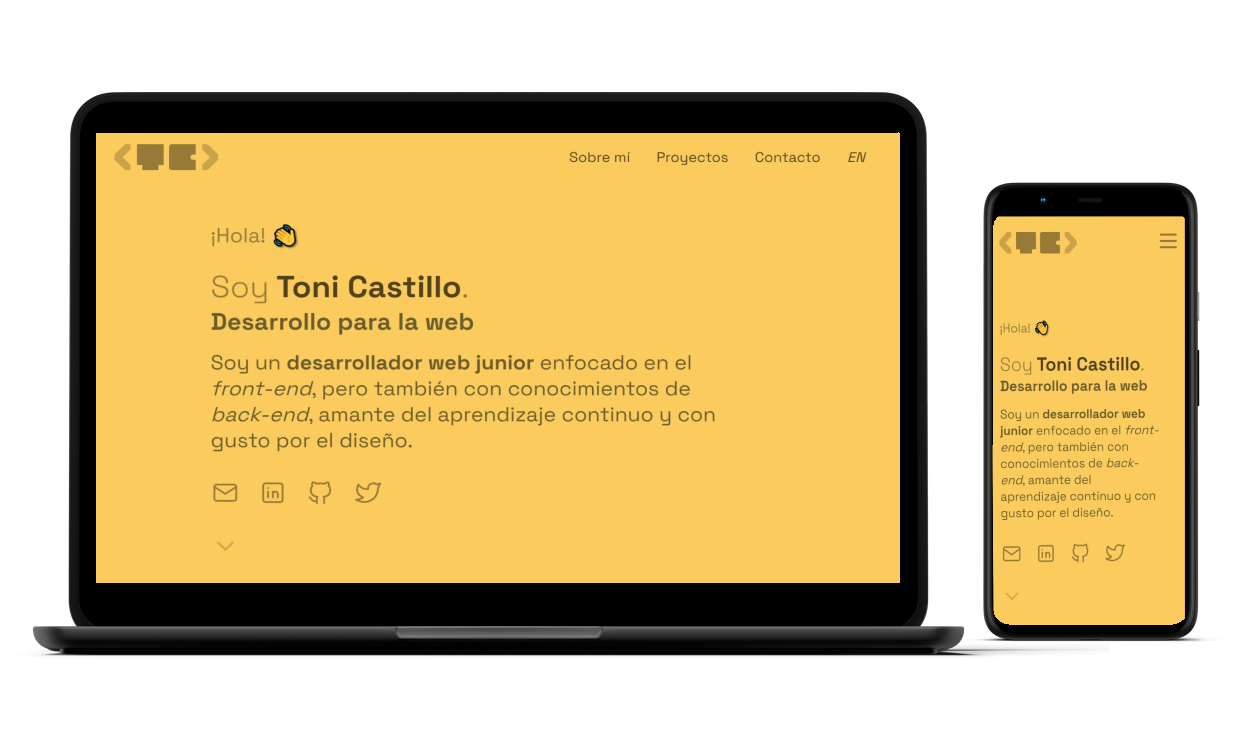 Sobre mí Proyectos Contacto EN
¡Hola!
Soy Toni Castillo.
Desarrollo para la web
Soy un desarrollador web junior enfocado en el
front-end, pero también con conocimientos de
back-end, amante del aprendizaje continuo y con
gusto por el diseño.
in
¡Hola!
Soy Toni Castillo.
Desarrollo para la web
Soy un desarrollador web
junior enfocado en el front-
end, pero también con
conocimientos de back-
end, amante del
aprendizaje continuo y con
gusto por el diseño.
in